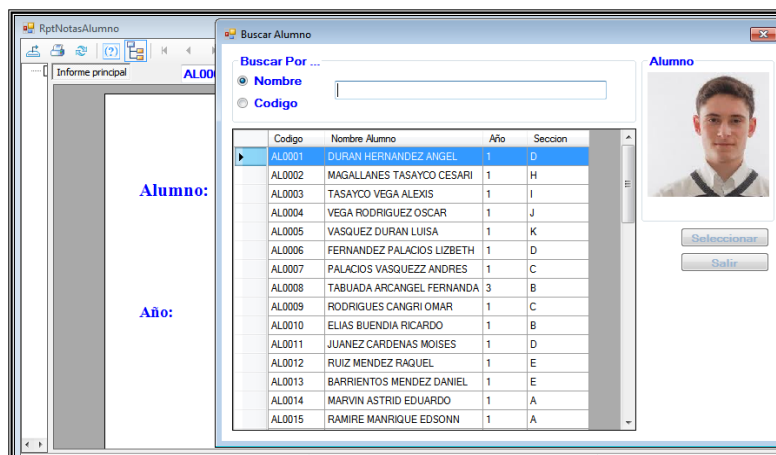 RptNotasAlumno
Informe principal
AL000
Alumno:
Año:
Buscar Alumno
Buscar Por ...
Nombre
Codigo
Alumno
Codigo Nombre Alumno Año Seccion
AL0001 DURAN HERNANDEZ ANGEL 1 D
AL0002 MAGALLANES TASAYCO CESARI 1 H
AL0003 TASAYCO VEGA ALEXIS 1 I
AL0004 VEGA RODRIGUEZ OSCAR 1 J
AL0005 VASQUEZ DURAN LUISA 1 K
AL0006 FERNANDEZ PALACIOS LIZBETH 1 D
AL0007 PALACIOS VASQUEZZ ANDRES 1 C
AL0008 TABUADA ARCANGEL FERNANDA 3 B
AL0009 RODRIGUES CANGRI OMAR 1 C
AL0010 ELIAS BUENDIA RICARDO 1 B
AL0011 JUANEZ CARDENAS MOISES 1 D
AL0012 RUIZ MENDEZ RAQUEL 1 E
AL0013 BARRIENTOS MENDEZ DANIEL 1 E
AL0014 MARVIN ASTRID EDUARDO 1 A
AL0015 RAMIRE MANRIQUE EDSONN 1 A
Seleccionar
Salir